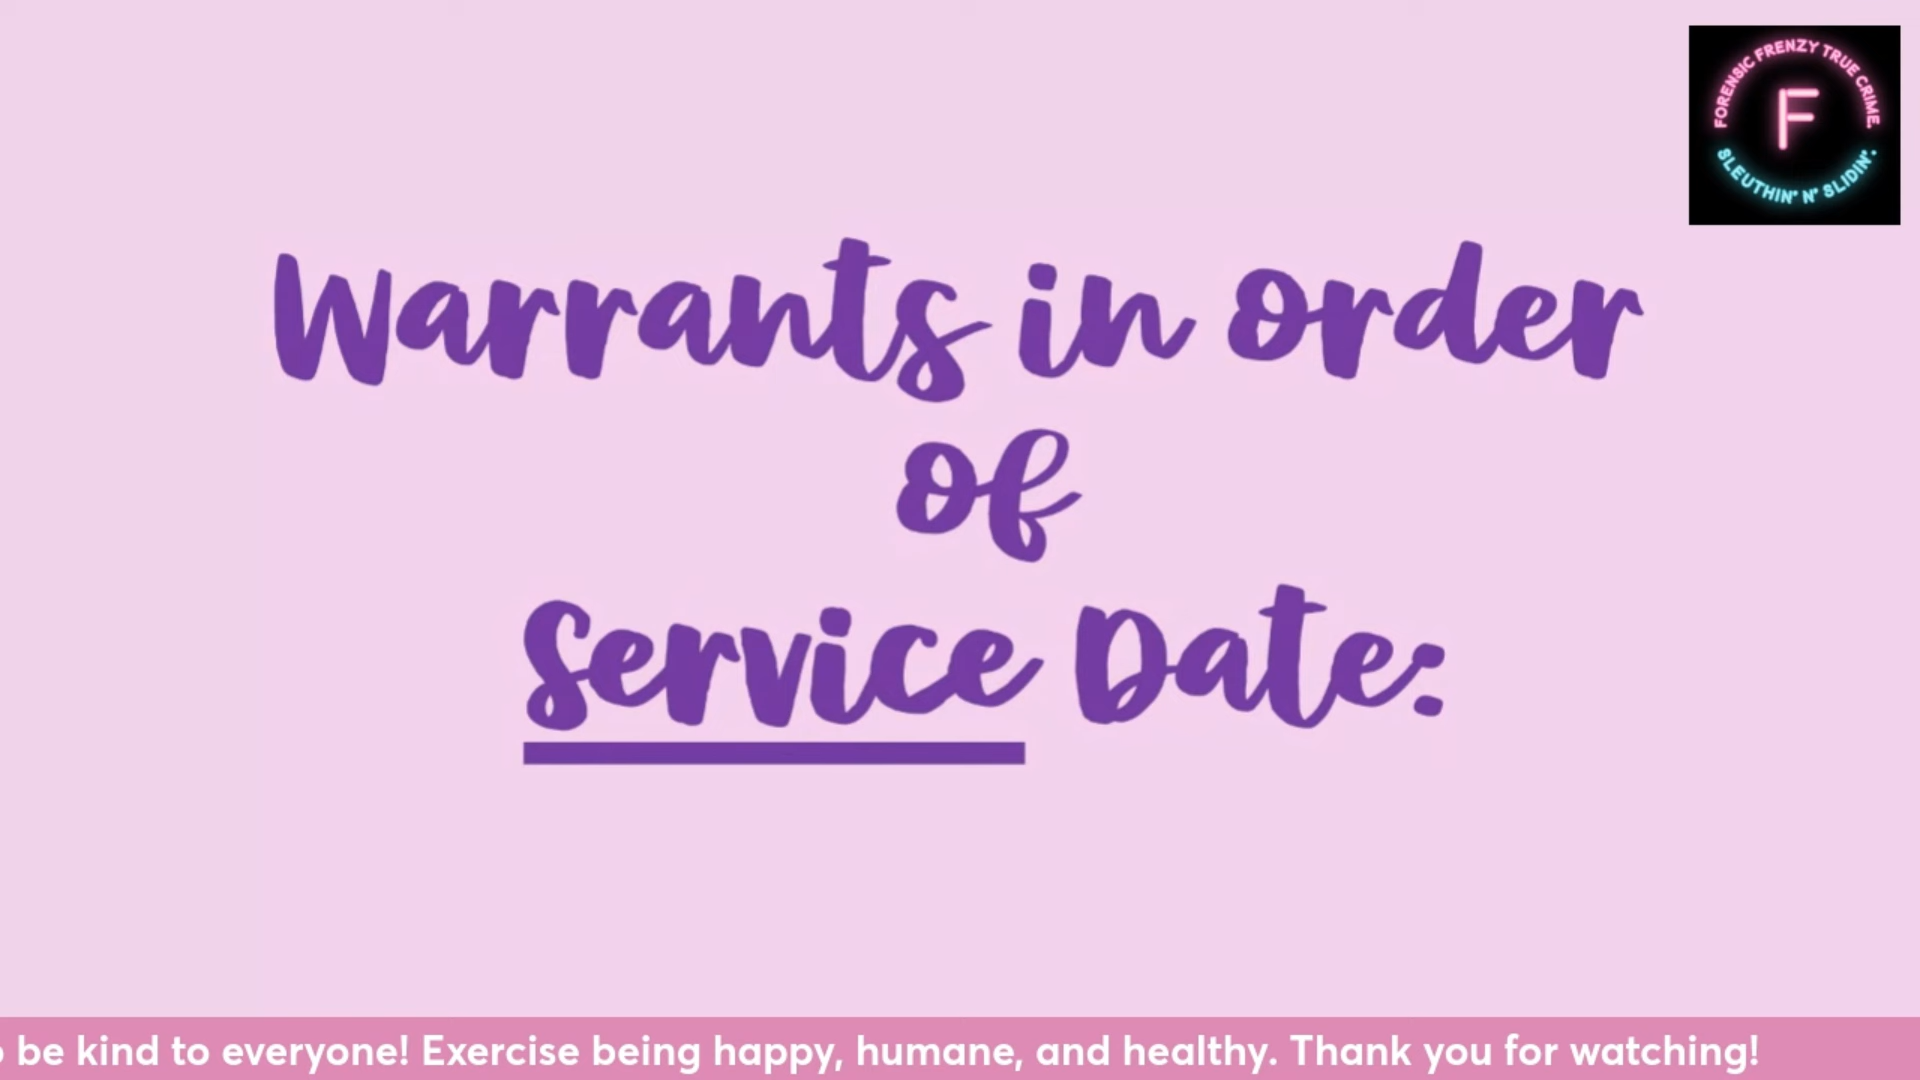 FORENSIC FRENZY TRUE CRIME.
F
SLEUTHIN' N' SLIDIN'.
Warrants in order
of
Service Date:
be kind to everyone! Exercise being happy, humane, and healthy. Thank you for watching!